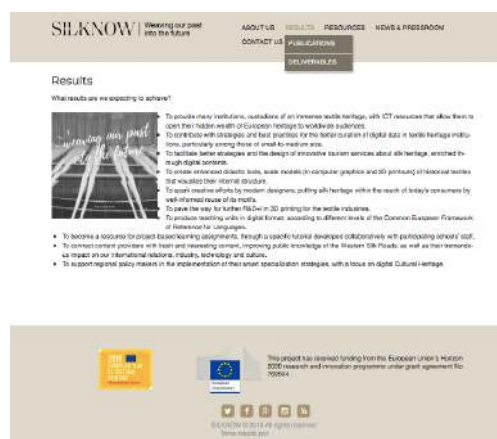 SILKNOW Weaving our past
into the future
ABOUT US RESULTS RESOURCES NEWS & PRESSROOM
CONTACT US
PUBLICATIONS
DELIVERABLES
Results
What results are we expecting to achieve?
weaving our past
into the future
To provide many institutions, custodians of an immense textile heritage, with ICT resources that allow them to
open their hidden wealth of European heritage to worldwide audiences.
To contribute with strategies and best practices for the better curation of digital data in textile heritage institu-
tions, particularly among those of small-to-medium size.
To facilitate better strategies and the design of innovative tourism services about silk heritage, enriched th-
rough digital contents.
To create enhanced didactic tools, scale models (in computer graphics and 3D printouts) of historical textiles
that visualize their internal structure.
To spark creative efforts by modern designers, putting silk heritage within the reach of today's consumers by
well-informed reuse of its motifs.
To pave the way for further R&D+i in 3D printing for the textile industries.
To produce teaching units in digital format, according to different levels of the Common European Framework
of Reference for Languages.
To become a resource for project-based learning assignments, through a specific tutorial developed collaboratively with participating schools' staff.
To connect content providers with fresh and interesting content, improving public knowledge of the Western Silk Roads, as well as their tremendo-
us impact on our international relations, industry, technology and culture.
To support regional policy makers in the implementation of their smart specialization strategies, with a focus on digital Cultural Heritage.
2018
This project has received funding from the European Union's Horizon
2020 research and innovation programme under grant agreement No
769504
SILKNOW © 2018 All rights reserved